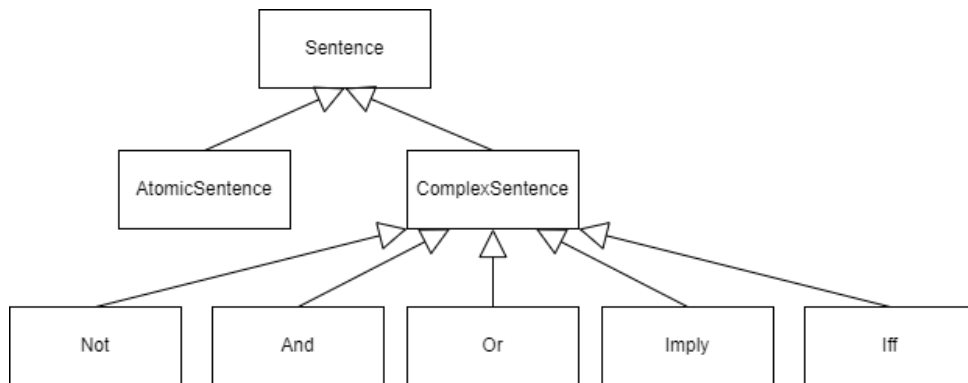 Sentence
AtomicSentence
ComplexSentence
Not
And
Or
Imply
Iff